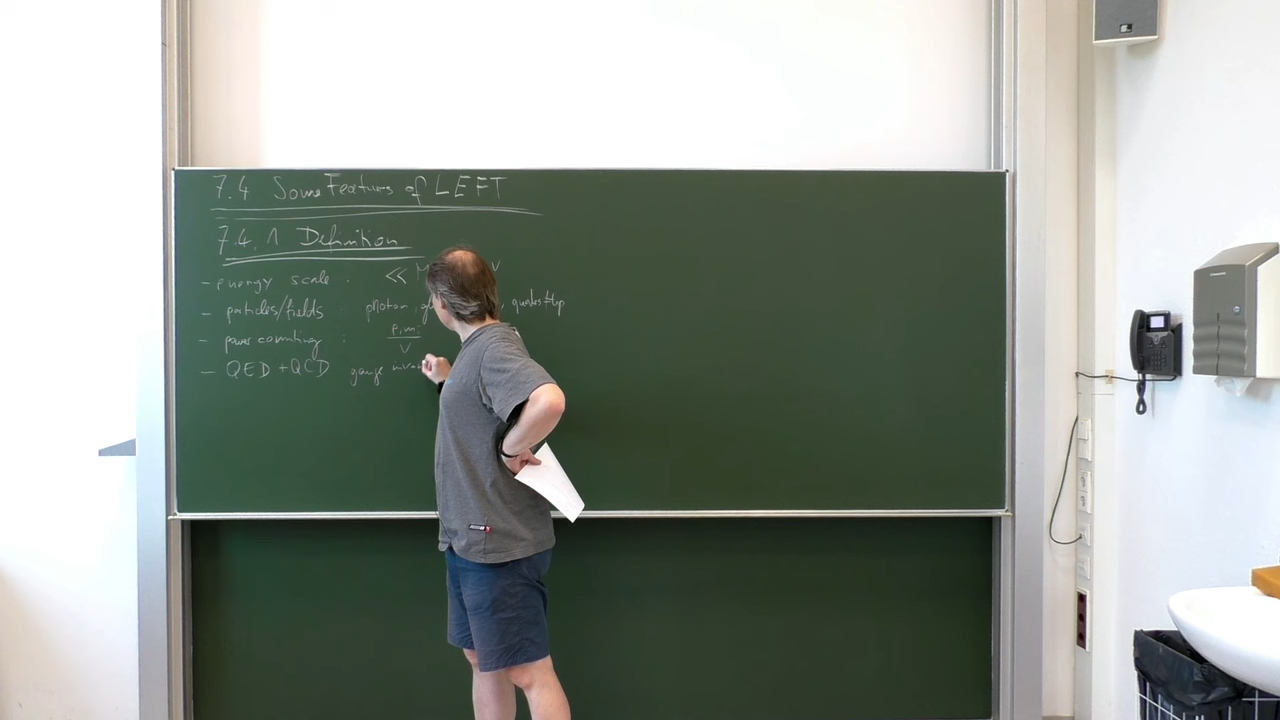 7.4 Some Features of LEFT
7.4.1 Definition
- energy scale : << V
- particles/fields : photon, quarks ≠ top
- power counting : p, m / V
- QED + QCD gauge